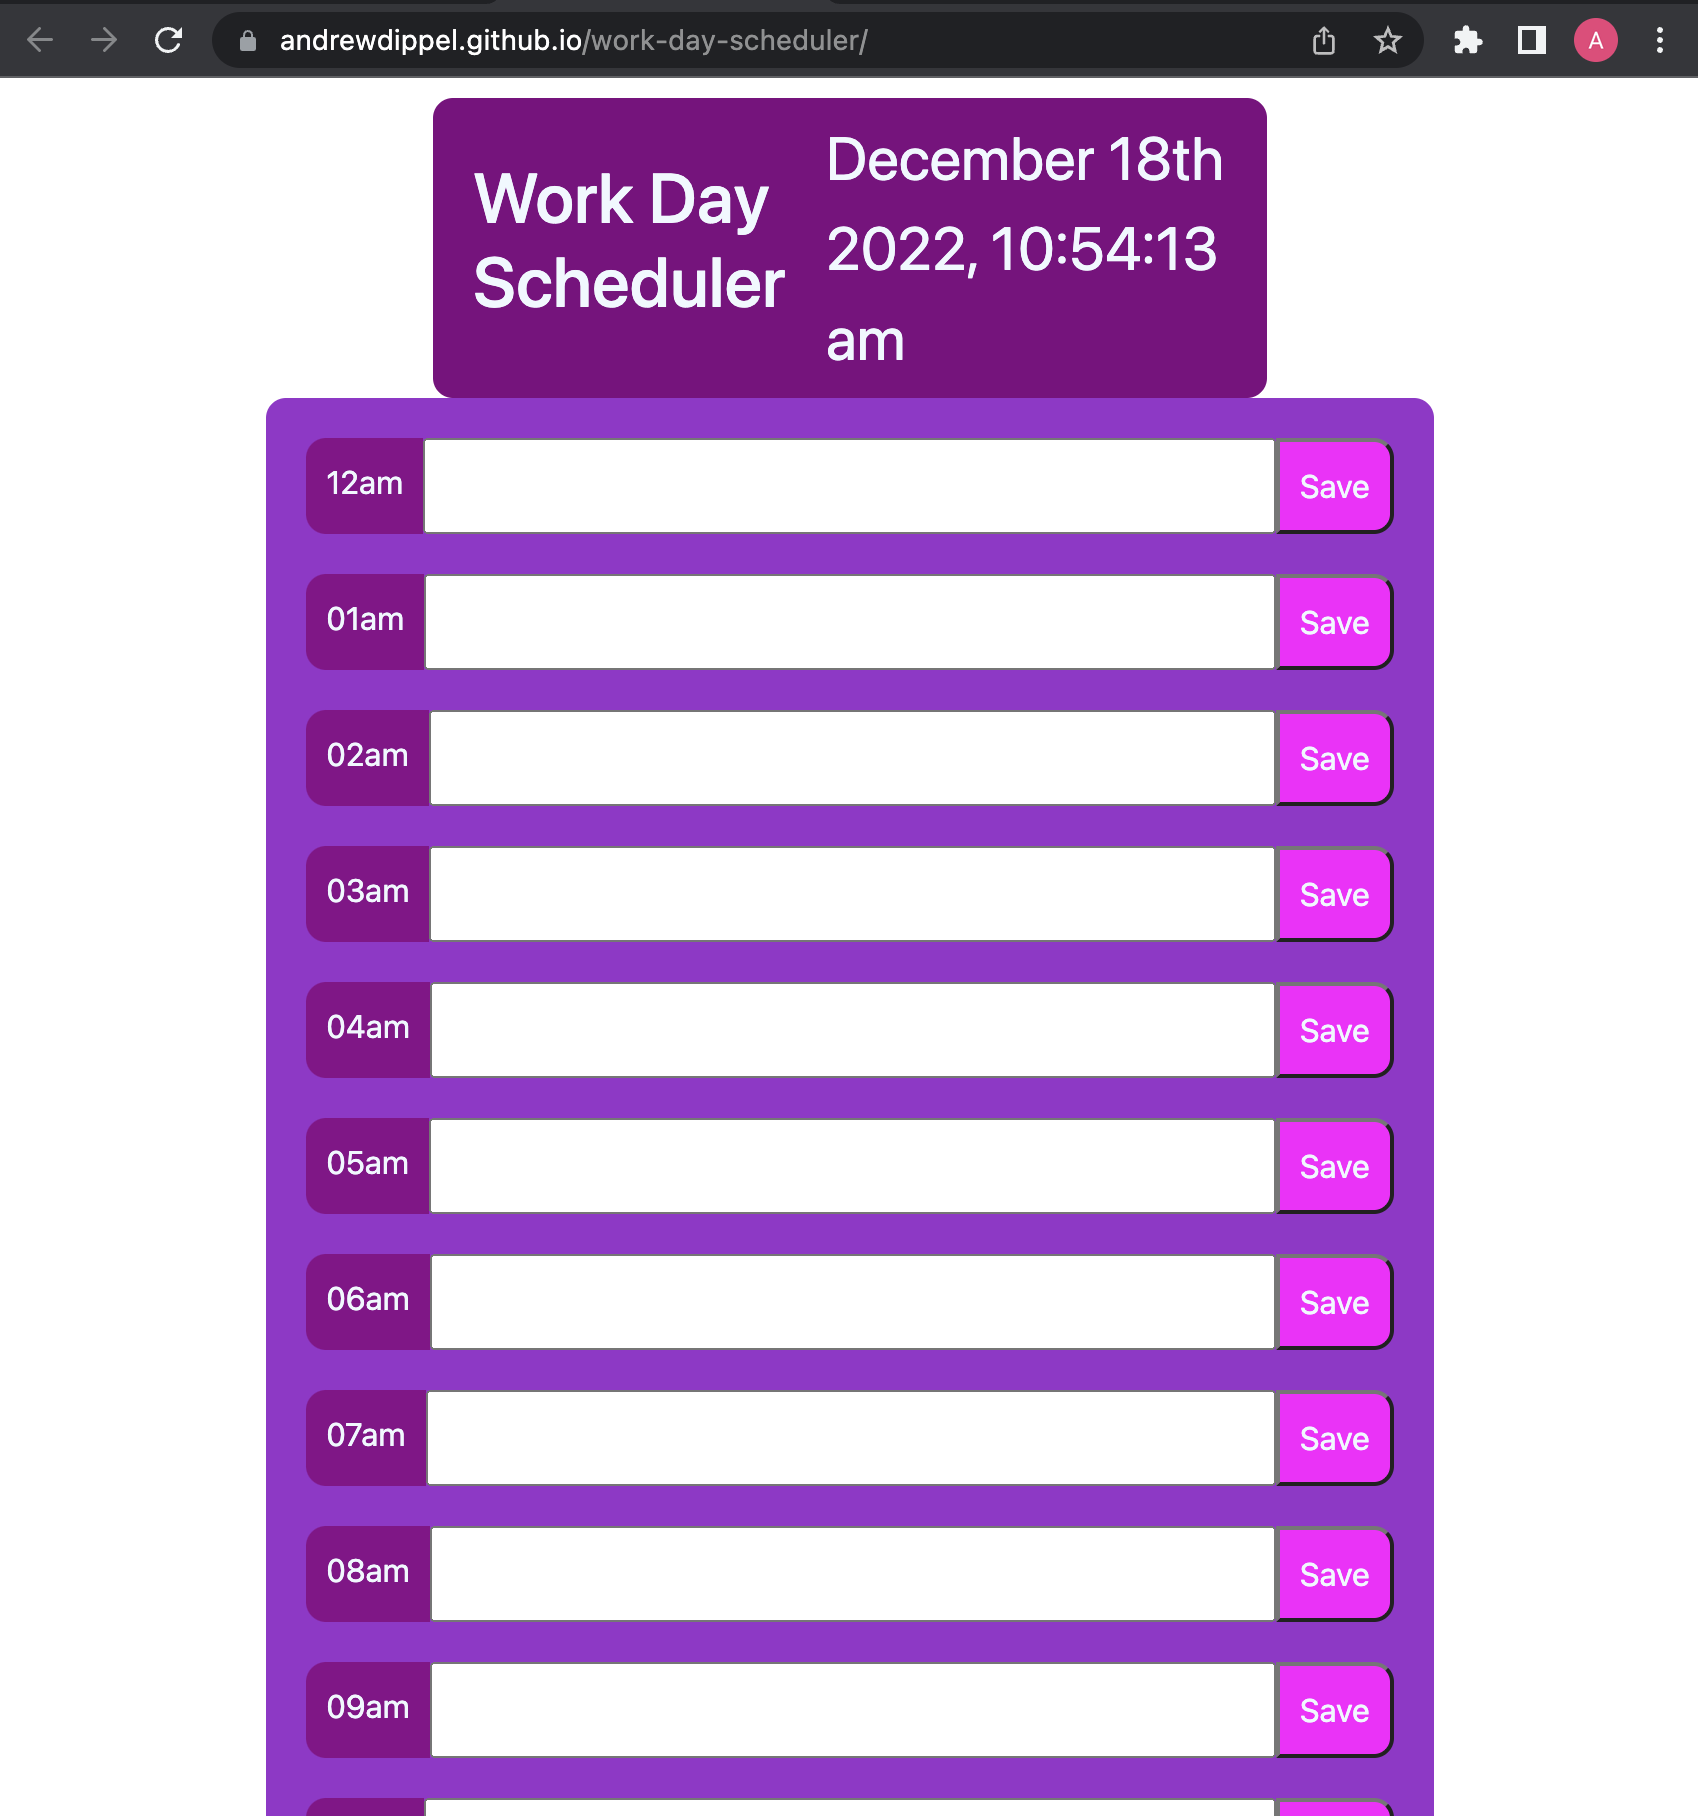 andrewdippel.github.io/work-day-scheduler/
A
Work Day
Scheduler
December 18th
2022, 10:54:13
am
12am Save
01am Save
02am Save
03am Save
04am Save
05am Save
06am Save
07am Save
08am Save
09am Save